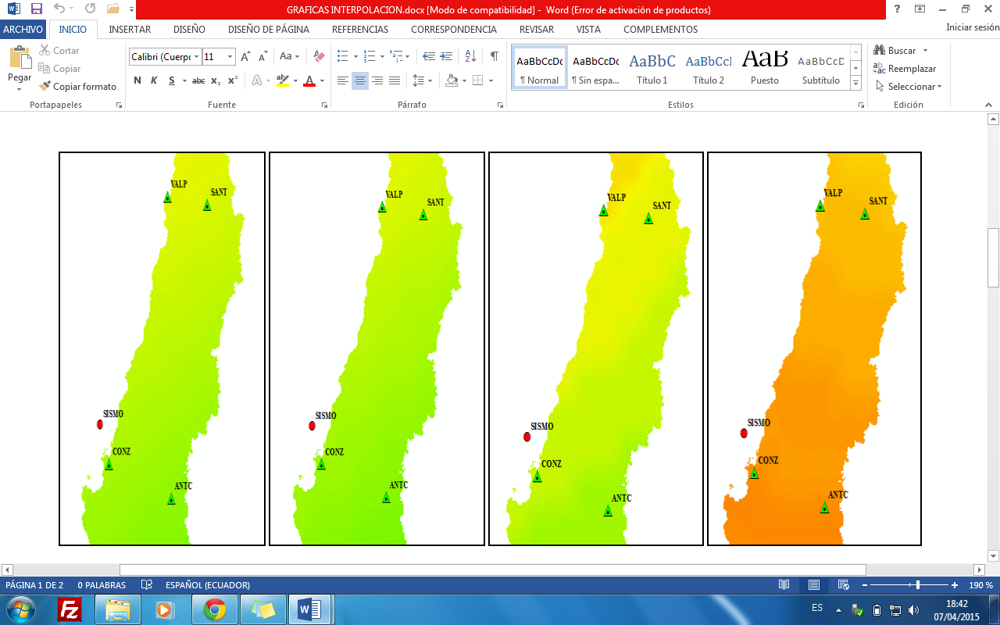 GRAFICAS INTERPOLACION.docx [Modo de compatibilidad] - Word (Error de activación de productos)
ARCHIVO INICIO INSERTAR DISEÑO DISEÑO DE PÁGINA REFERENCIAS CORRESPONDENCIA REVISAR VISTA COMPLEMENTOS Iniciar sesión
Pegar
Cortar
Copiar
Copiar formato
Portapapeles
Calibri (Cuerpo 11
N K S abc x₂ x²
Fuente
Párrafo
AaBbCcDc AaBbCcDc AaBbC AaBbCcI AaB AaBbCcD
¶ Normal ¶ Sin espa... Título 1 Título 2 Puesto Subtítulo
Estilos
Buscar
Reemplazar
Seleccionar
Edición
VALP
SANT
SISMO
CONZ
ANTC
VALP
SANT
SISMO
CONZ
ANTC
VALP
SANT
SISMO
CONZ
ANTC
VALP
SANT
SISMO
CONZ
ANTC
PÁGINA 1 DE 2 0 PALABRAS ESPAÑOL (ECUADOR) 190 %
ES
18:42
07/04/2015